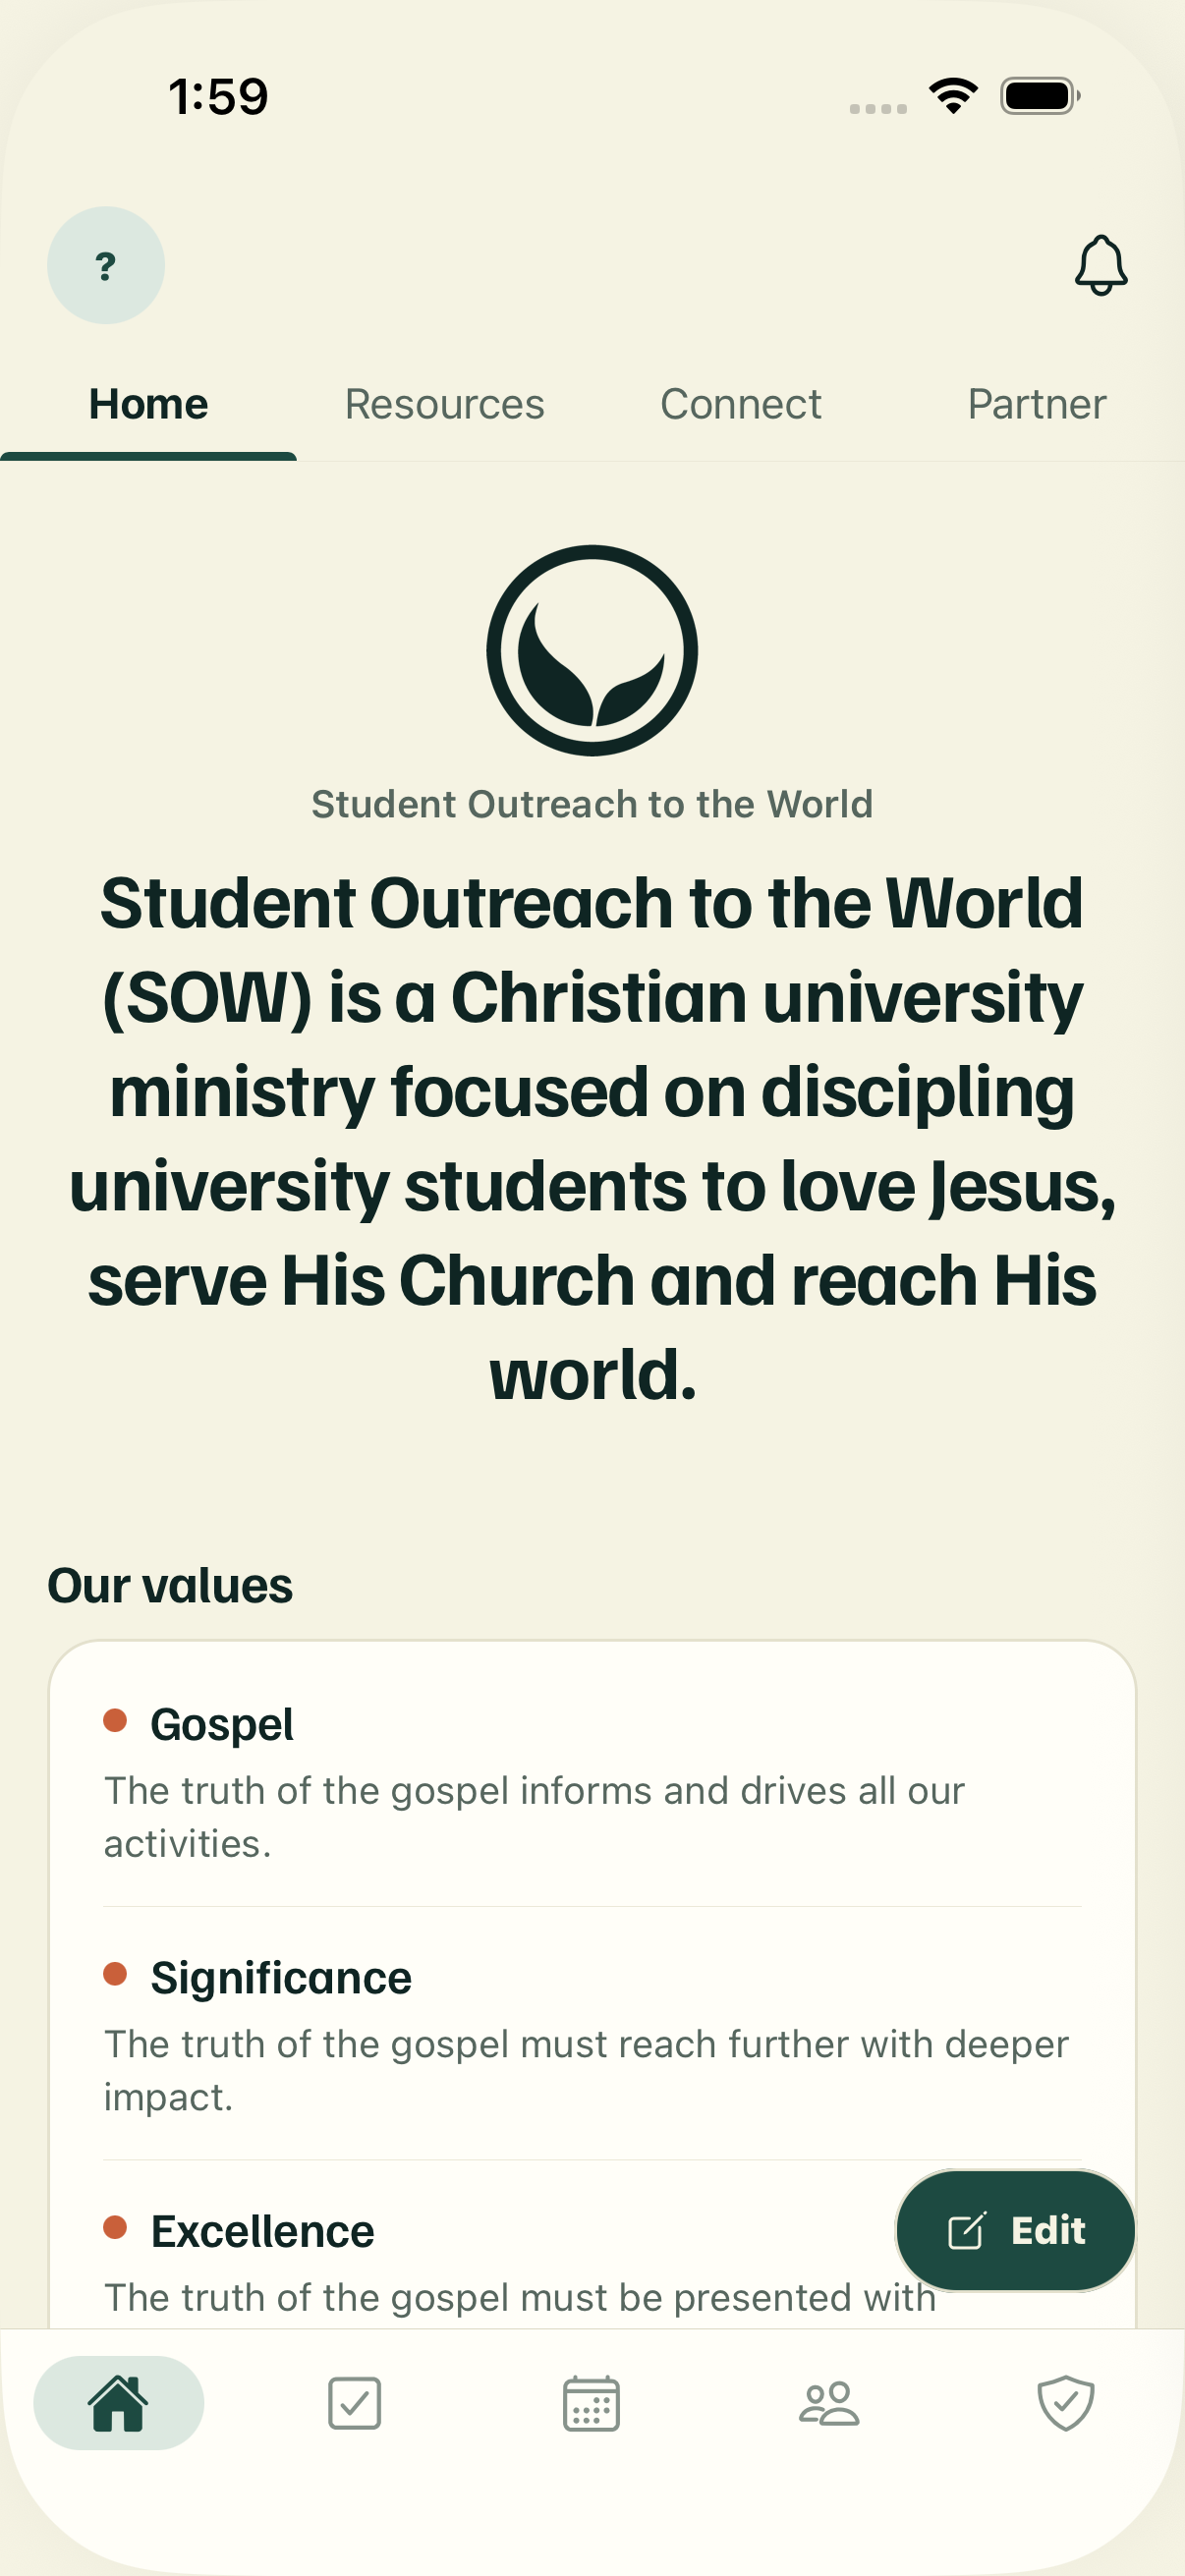 1:59
?
Home Resources Connect Partner
Student Outreach to the World
Student Outreach to the World
(SOW) is a Christian university
ministry focused on discipling
university students to love Jesus,
serve His Church and reach His
world.
Our values
Gospel
The truth of the gospel informs and drives all our
activities.
Significance
The truth of the gospel must reach further with deeper
impact.
Excellence
Edit
The truth of the gospel must be presented with